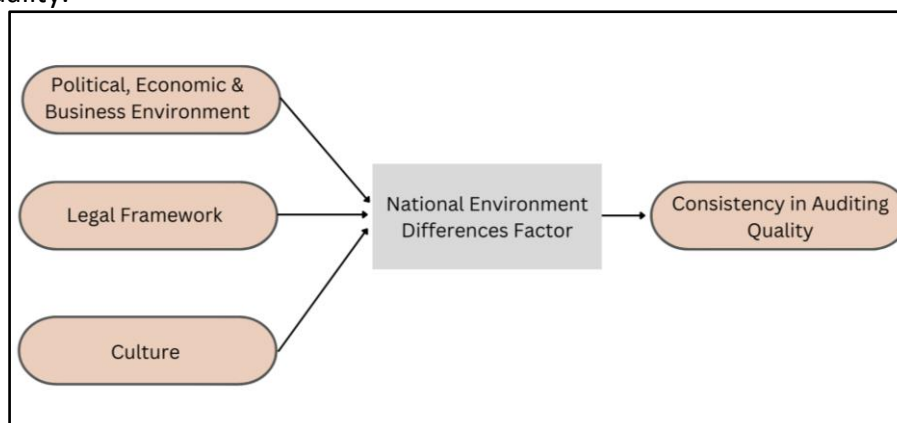 Political, Economic &
Business Environment
Legal Framework
Culture
National Environment
Differences Factor
Consistency in Auditing
Quality